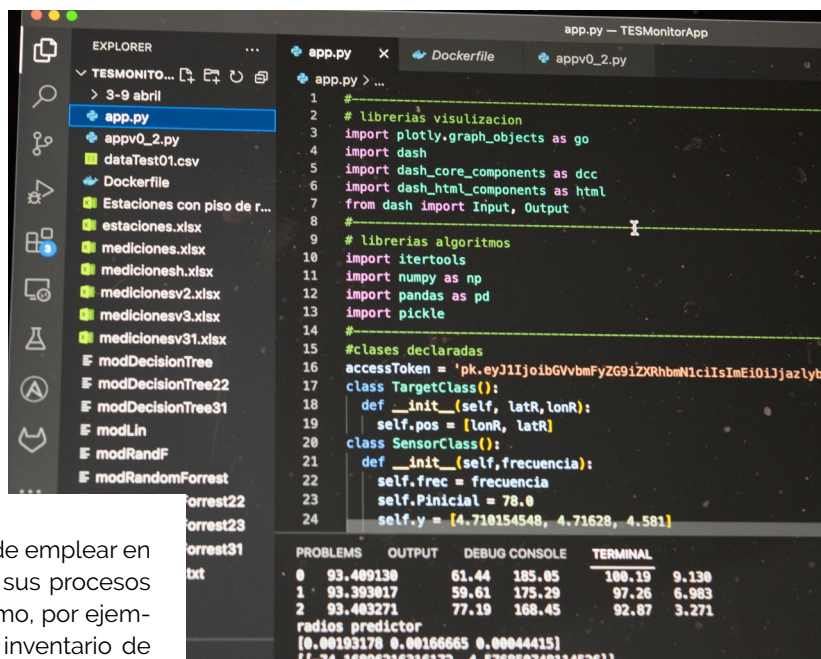 app.py — TESMonitorApp
EXPLORER
...
TESMONITO...
3-9 abril
app.py
appv0_2.py
dataTest01.csv
Dockerfile
Estaciones con piso de r...
estaciones.xlsx
mediciones.xlsx
medicionesh.xlsx
medicionesv2.xlsx
medicionesv3.xlsx
medicionesv31.xlsx
modDecisionTree
modDecisionTree22
modDecisionTree31
modLin
modRandF
modRandomForrest
orrest22
orrest23
orrest31
txt
3
app.py
Dockerfile
appv0_2.py
app.py > ...
1 #
2 # librerias visulizacion
3 import plotly.graph_objects as go
4 import dash
5 import dash_core_components as dcc
6 import dash_html_components as html
7 from dash import Input, Output
8 #
9 # librerias algoritmos
10 import itertools
11 import numpy as np
12 import pandas as pd
13 import pickle
14 #
15 #clases declaradas
16 accessToken = 'pk.eyJ1IjoibGVvbmFyZG9iZXRhbmN1ciIsImEiOiJjazlyb
17 class TargetClass():
18 def __init__(self, latR,lonR):
19 self.pos = [lonR, latR]
20 class SensorClass():
21 def __init__(self,frecuencia):
22 self.frec = frecuencia
23 self.Pinicial = 78.0
24 self.y = [4.710154548, 4.71628, 4.581]
PROBLEMS OUTPUT DEBUG CONSOLE TERMINAL
0 93.409130 61.44 185.05 100.19 9.130
1 93.393017 59.61 175.29 97.26 6.983
2 93.403271 77.19 168.45 92.87 3.271
radios predictor
[0.00193178 0.00166665 0.00044415]
de emplear en
sus procesos
mo, por ejem-
inventario de